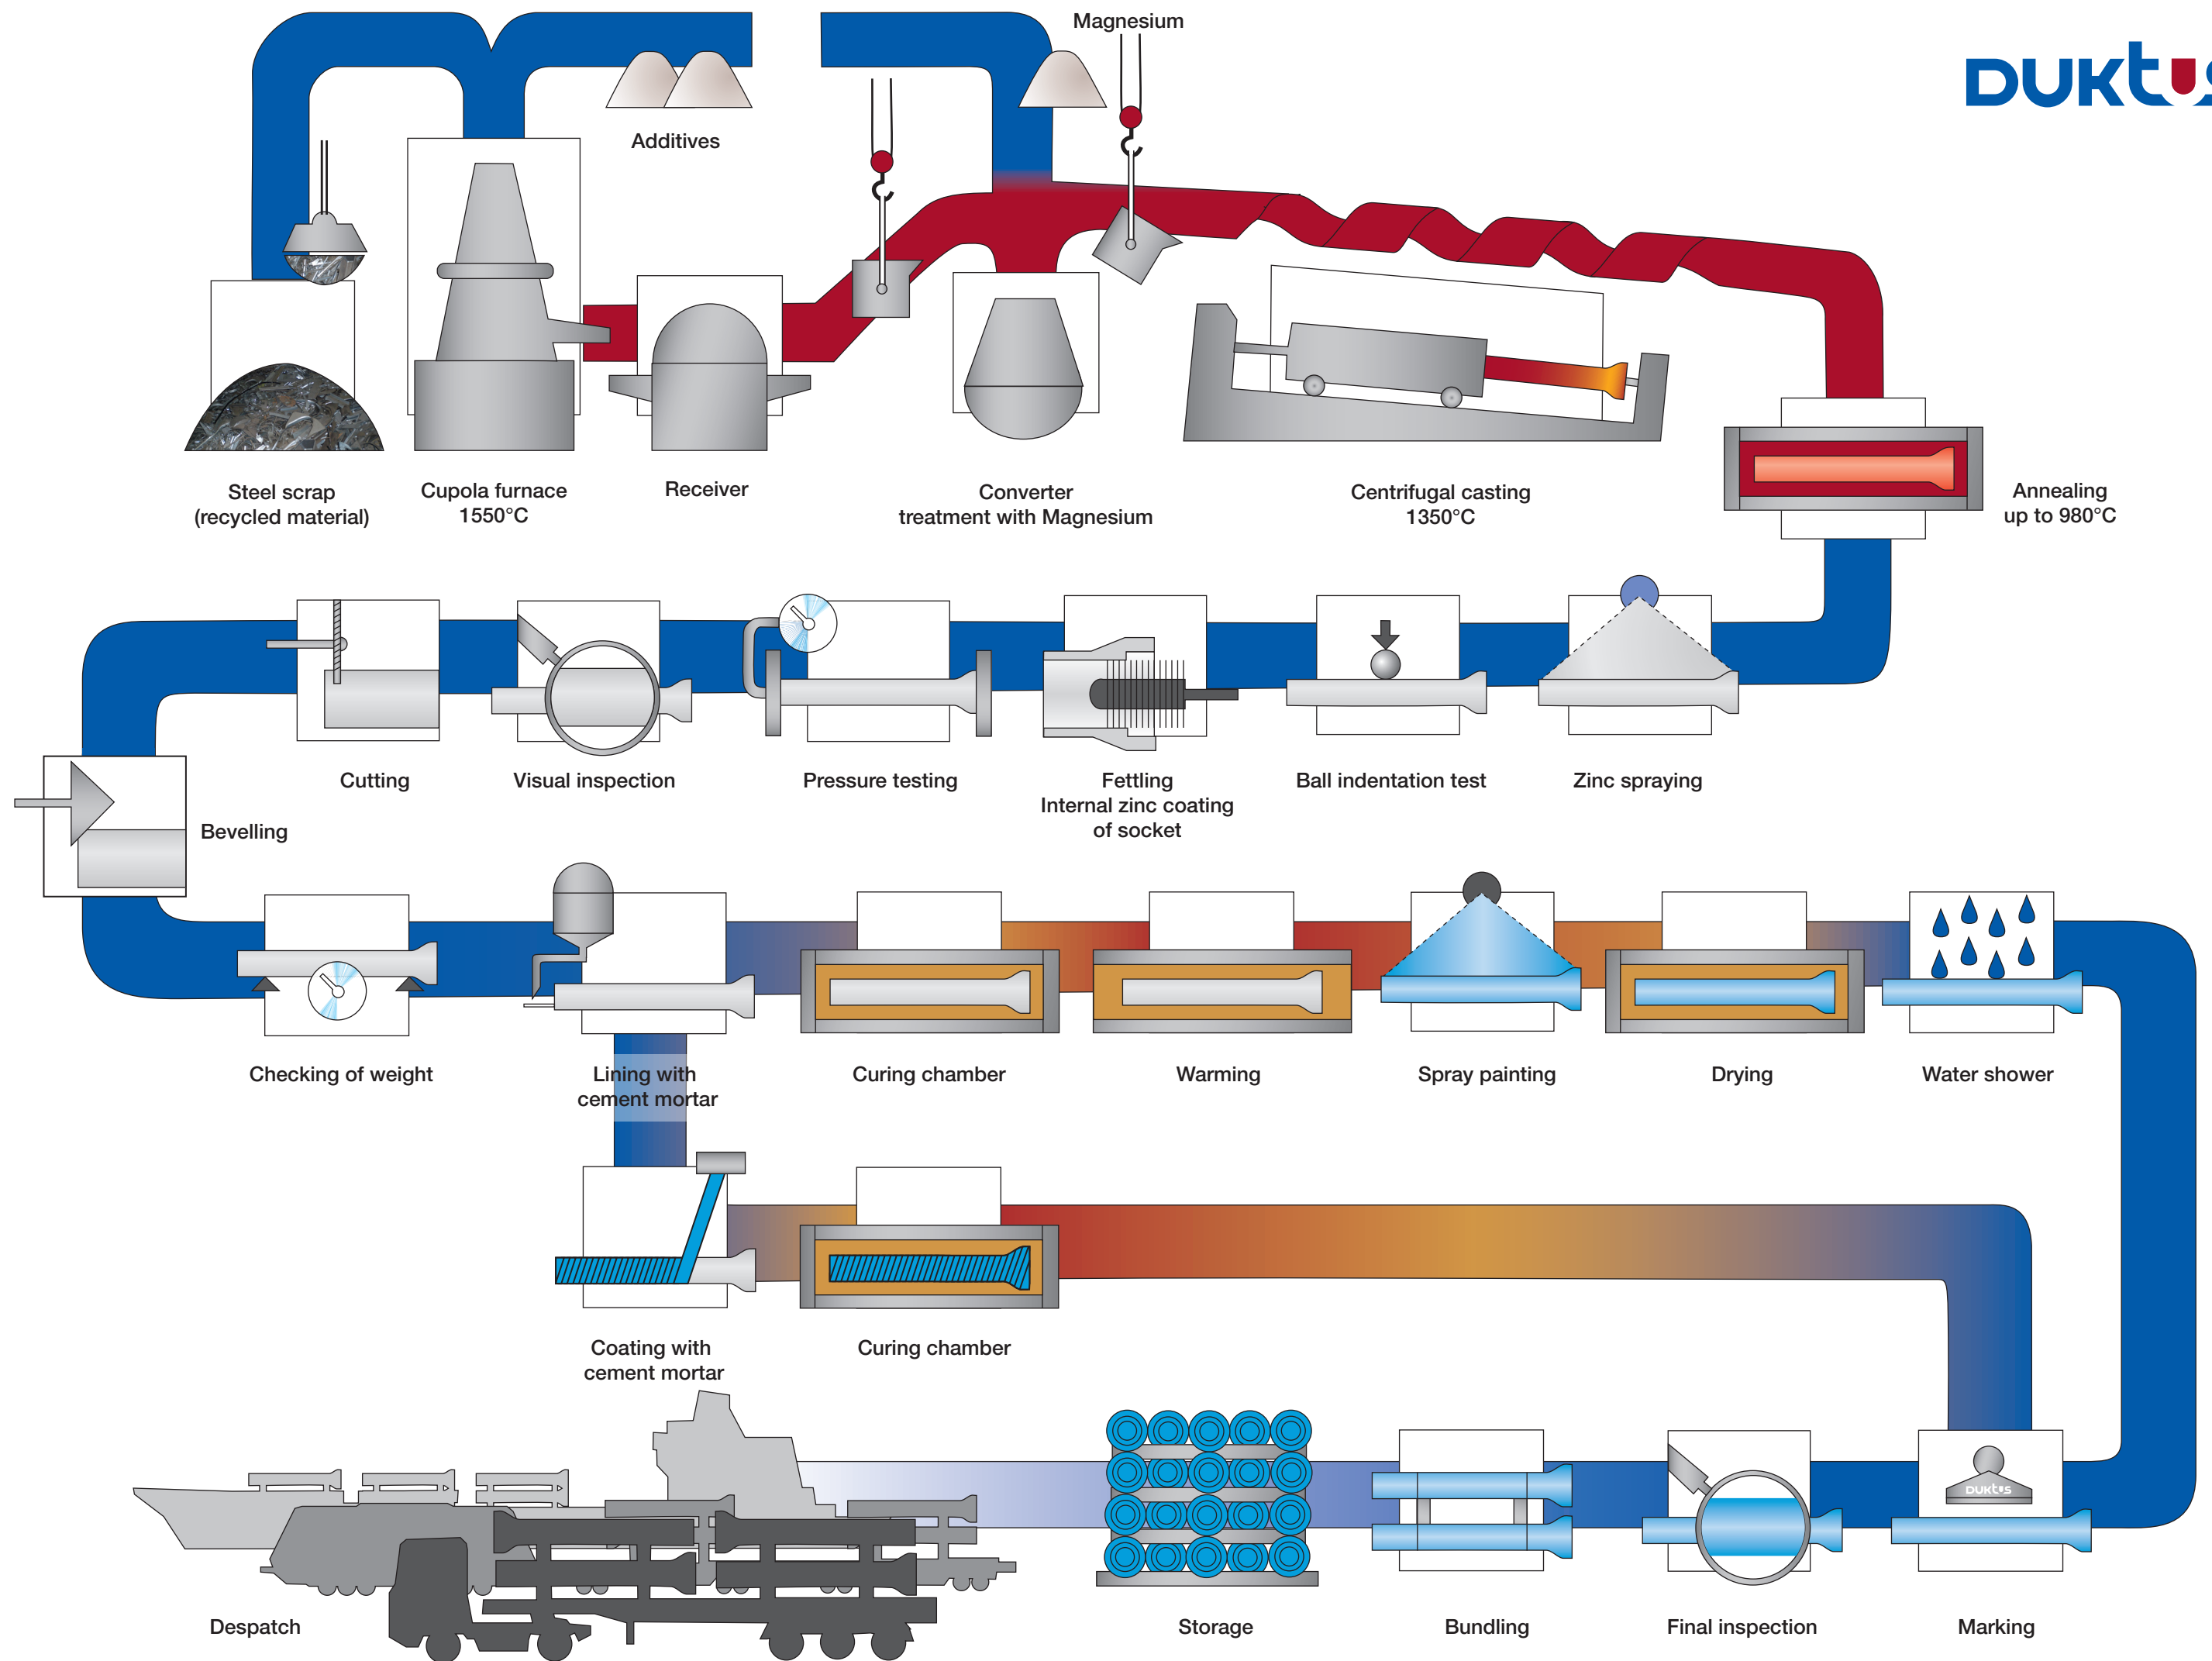 Magnesium
DUKtus
Additives
Steel scrap
(recycled material)
Cupola furnace
1550°C
Receiver
Converter
treatment with Magnesium
Centrifugal casting
1350°C
Annealing
up to 980°C
Cutting
Visual inspection
Pressure testing
Fettling
Internal zinc coating
of socket
Ball indentation test
Zinc spraying
Bevelling
Checking of weight
Lining with
cement mortar
Curing chamber
Warming
Spray painting
Drying
Water shower
Coating with
cement mortar
Curing chamber
DUKtus
Despatch
Storage
Bundling
Final inspection
Marking